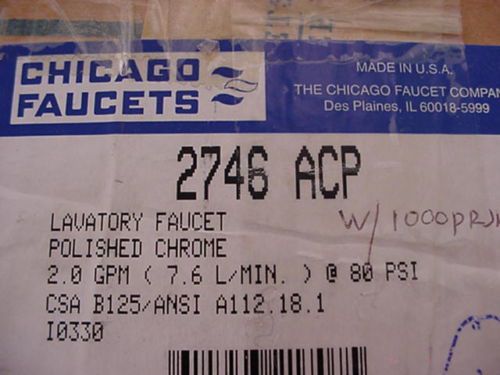 CHICAGO
FAUCETS
MADE IN U.S.A.
THE CHICAGO FAUCET COMPAN
Des Plaines, IL 60018-5999
2746 ACP
LAVATORY FAUCET
W/1000PRJK
POLISHED CHROME
2.0 GPM ( 7.6 L/MIN. ) @ 80 PSI
CSA B125/ANSI A112.18.1
I0330